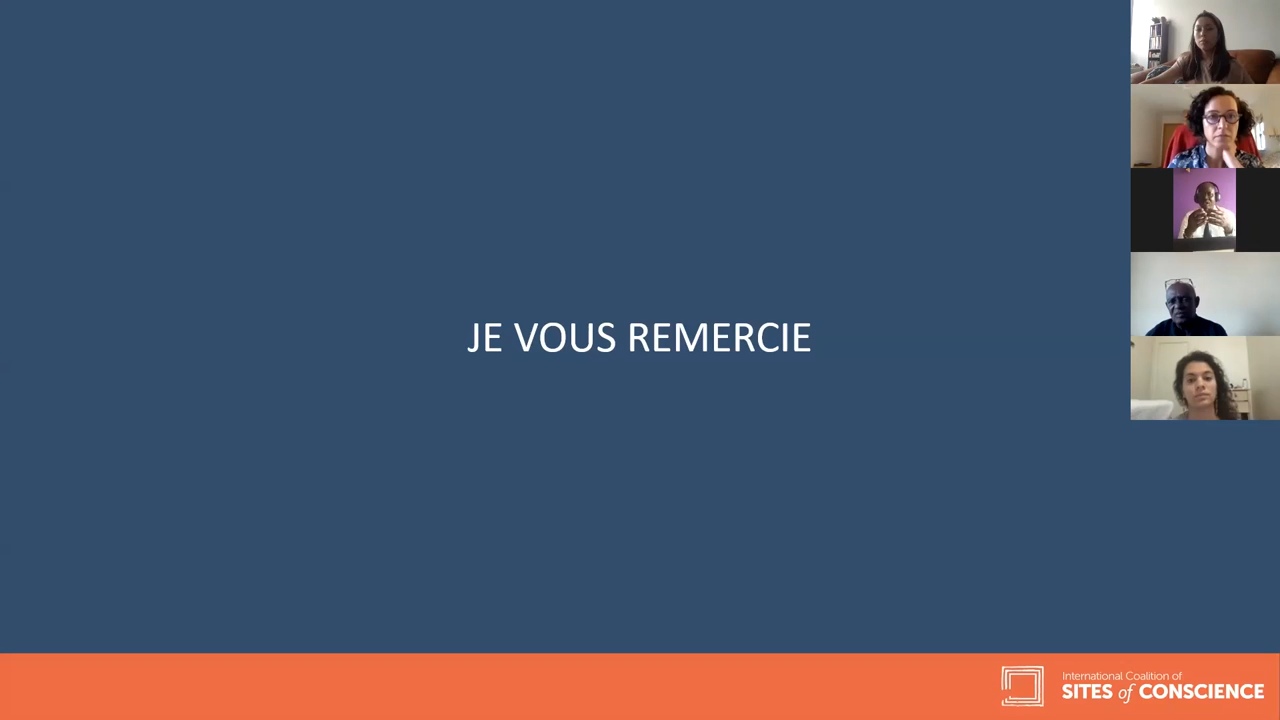 JE VOUS REMERCIE
International Coalition of
SITES of CONSCIENCE